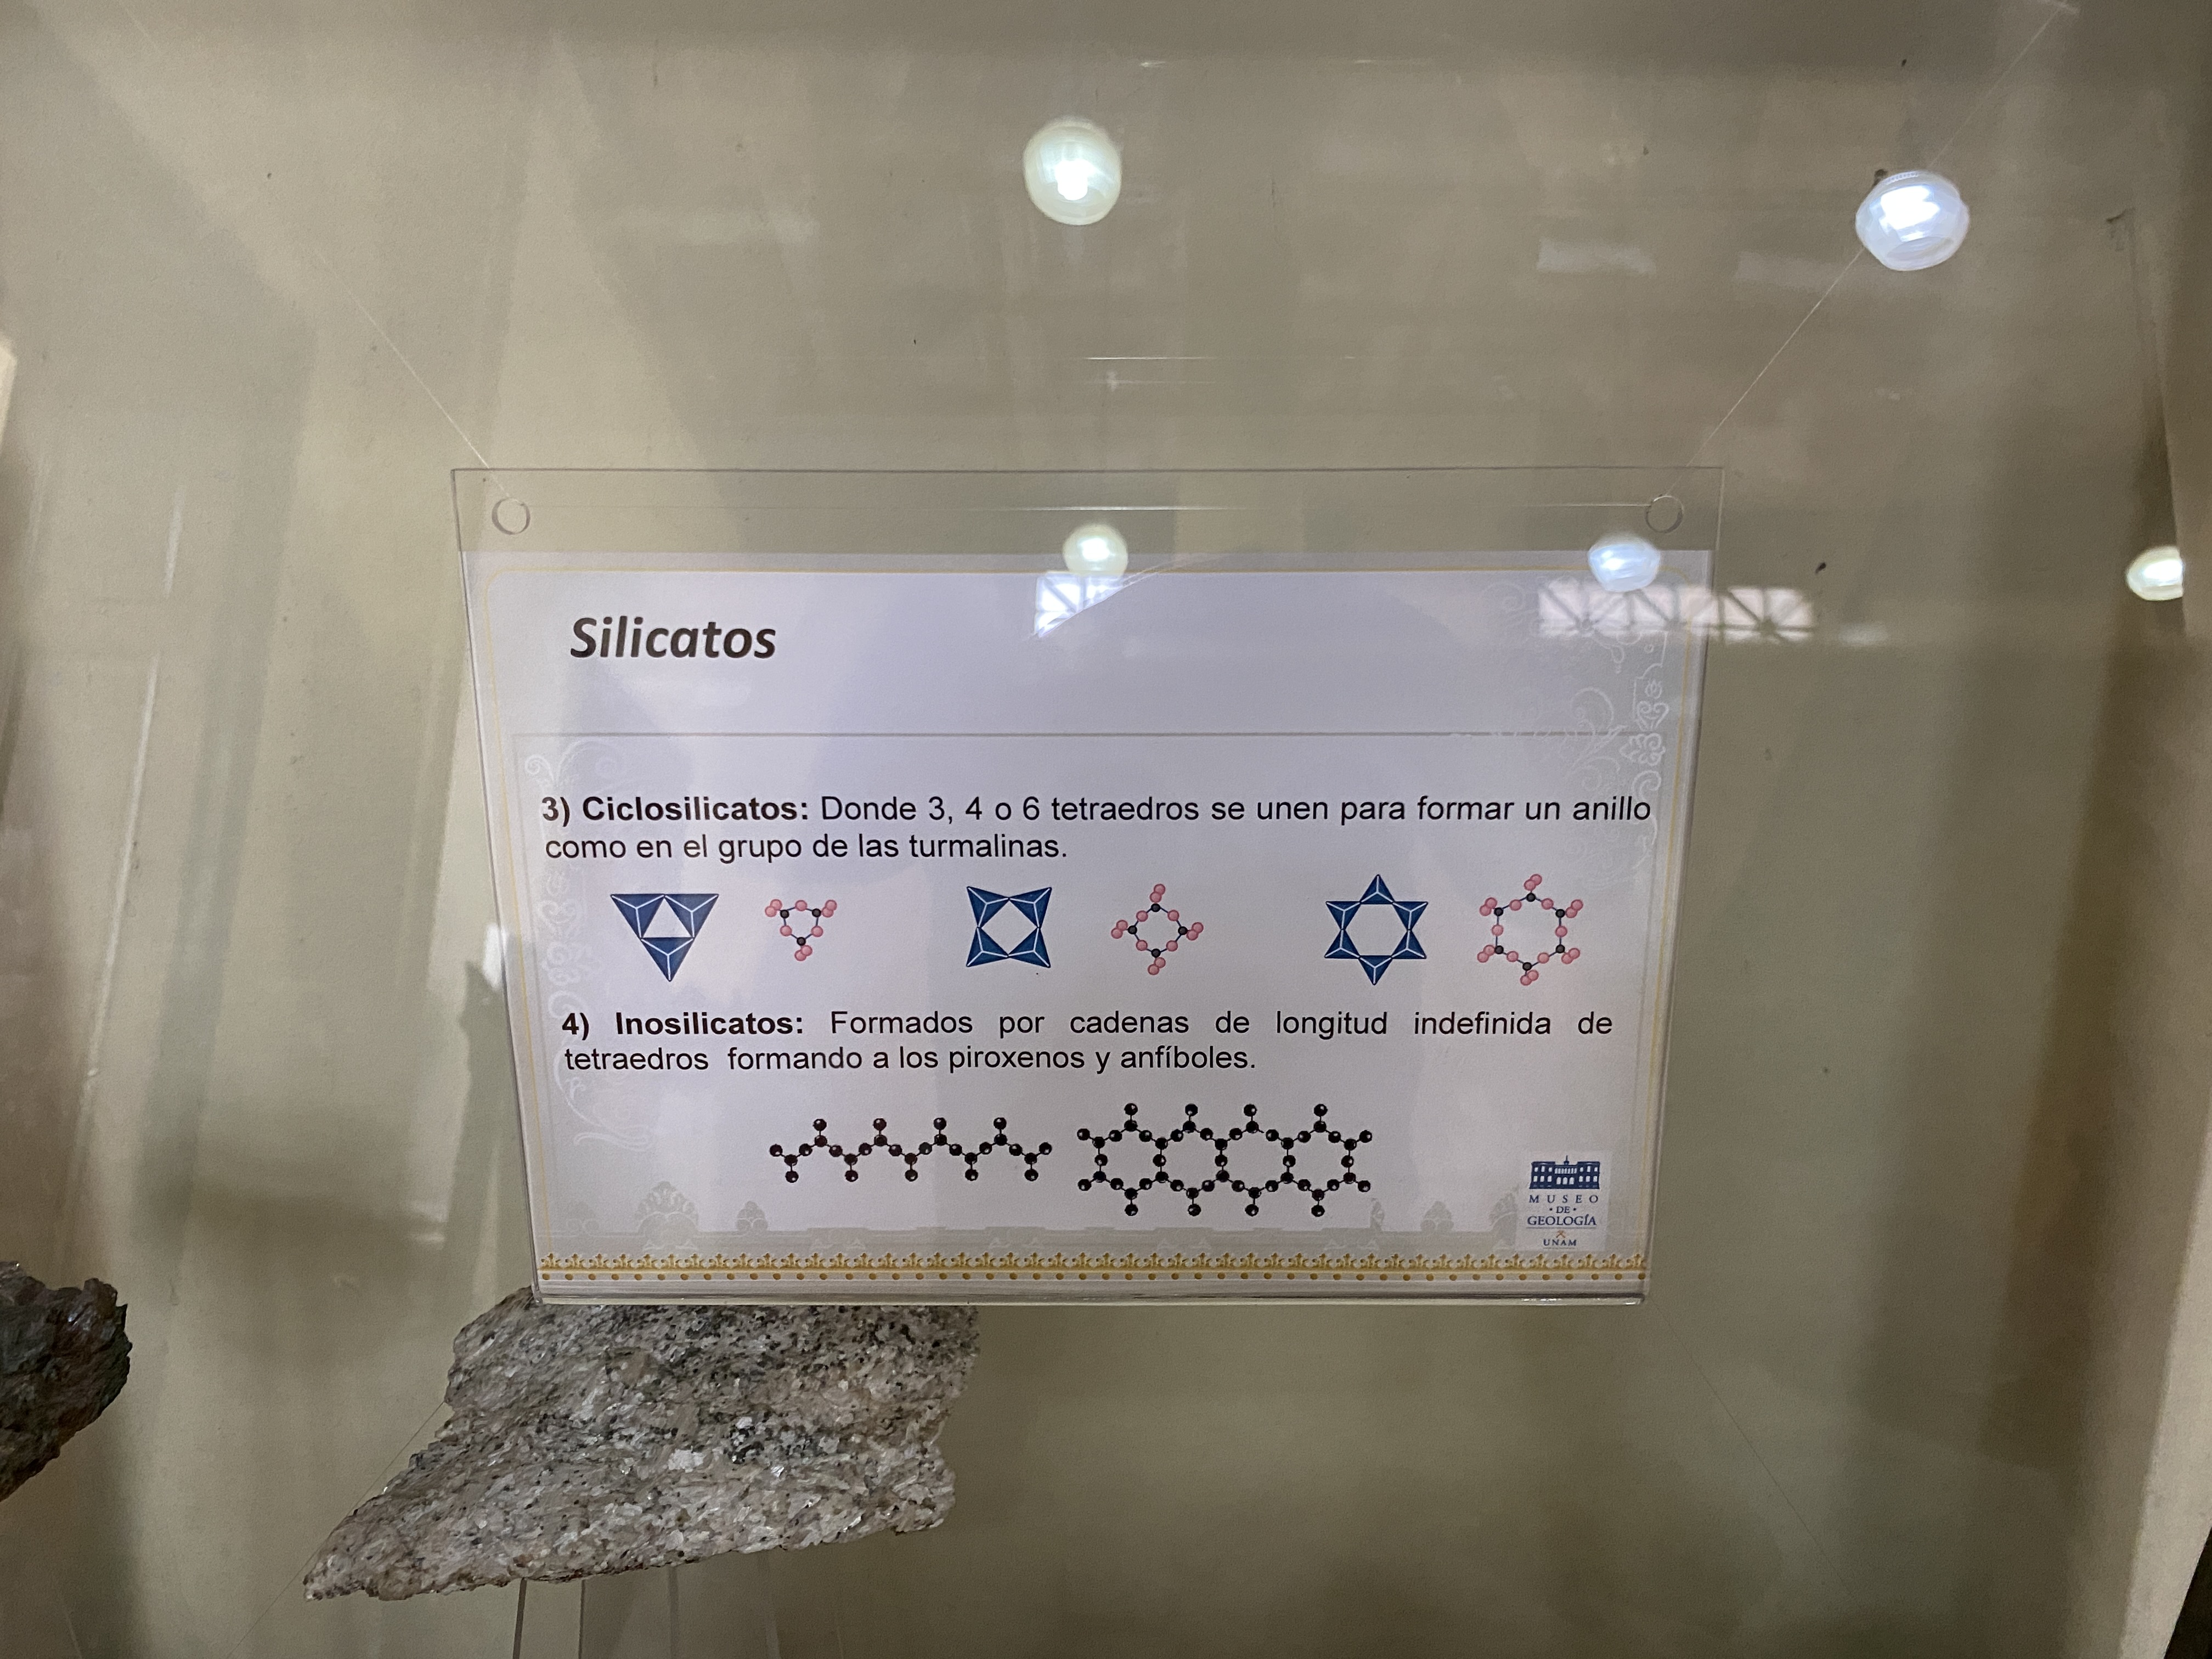 Silicatos
3) Ciclosilicatos: Donde 3, 4 o 6 tetraedros se unen para formar un anillo
como en el grupo de las turmalinas.
4) Inosilicatos: Formados por cadenas de longitud indefinida de
tetraedros formando a los piroxenos y anfíboles.
MUSEO
• DE •
GEOLOGÍA
UNAM